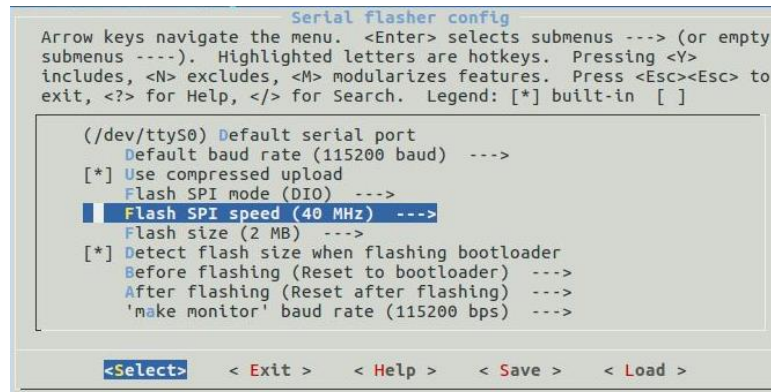 Serial flasher config
Arrow keys navigate the menu. <Enter> selects submenus ---> (or empty
submenus ----). Highlighted letters are hotkeys. Pressing <Y>
includes, <N> excludes, <M> modularizes features. Press <Esc><Esc> to
exit, <?> for Help, </> for Search. Legend: [*] built-in [ ]
(/dev/ttyS0) Default serial port
Default baud rate (115200 baud) --->
[*] Use compressed upload
Flash SPI mode (DIO) --->
Flash SPI speed (40 MHz) --->
Flash size (2 MB) --->
[*] Detect flash size when flashing bootloader
Before flashing (Reset to bootloader) --->
After flashing (Reset after flashing) --->
'make monitor' baud rate (115200 bps) --->
<Select> < Exit > < Help > < Save > < Load >